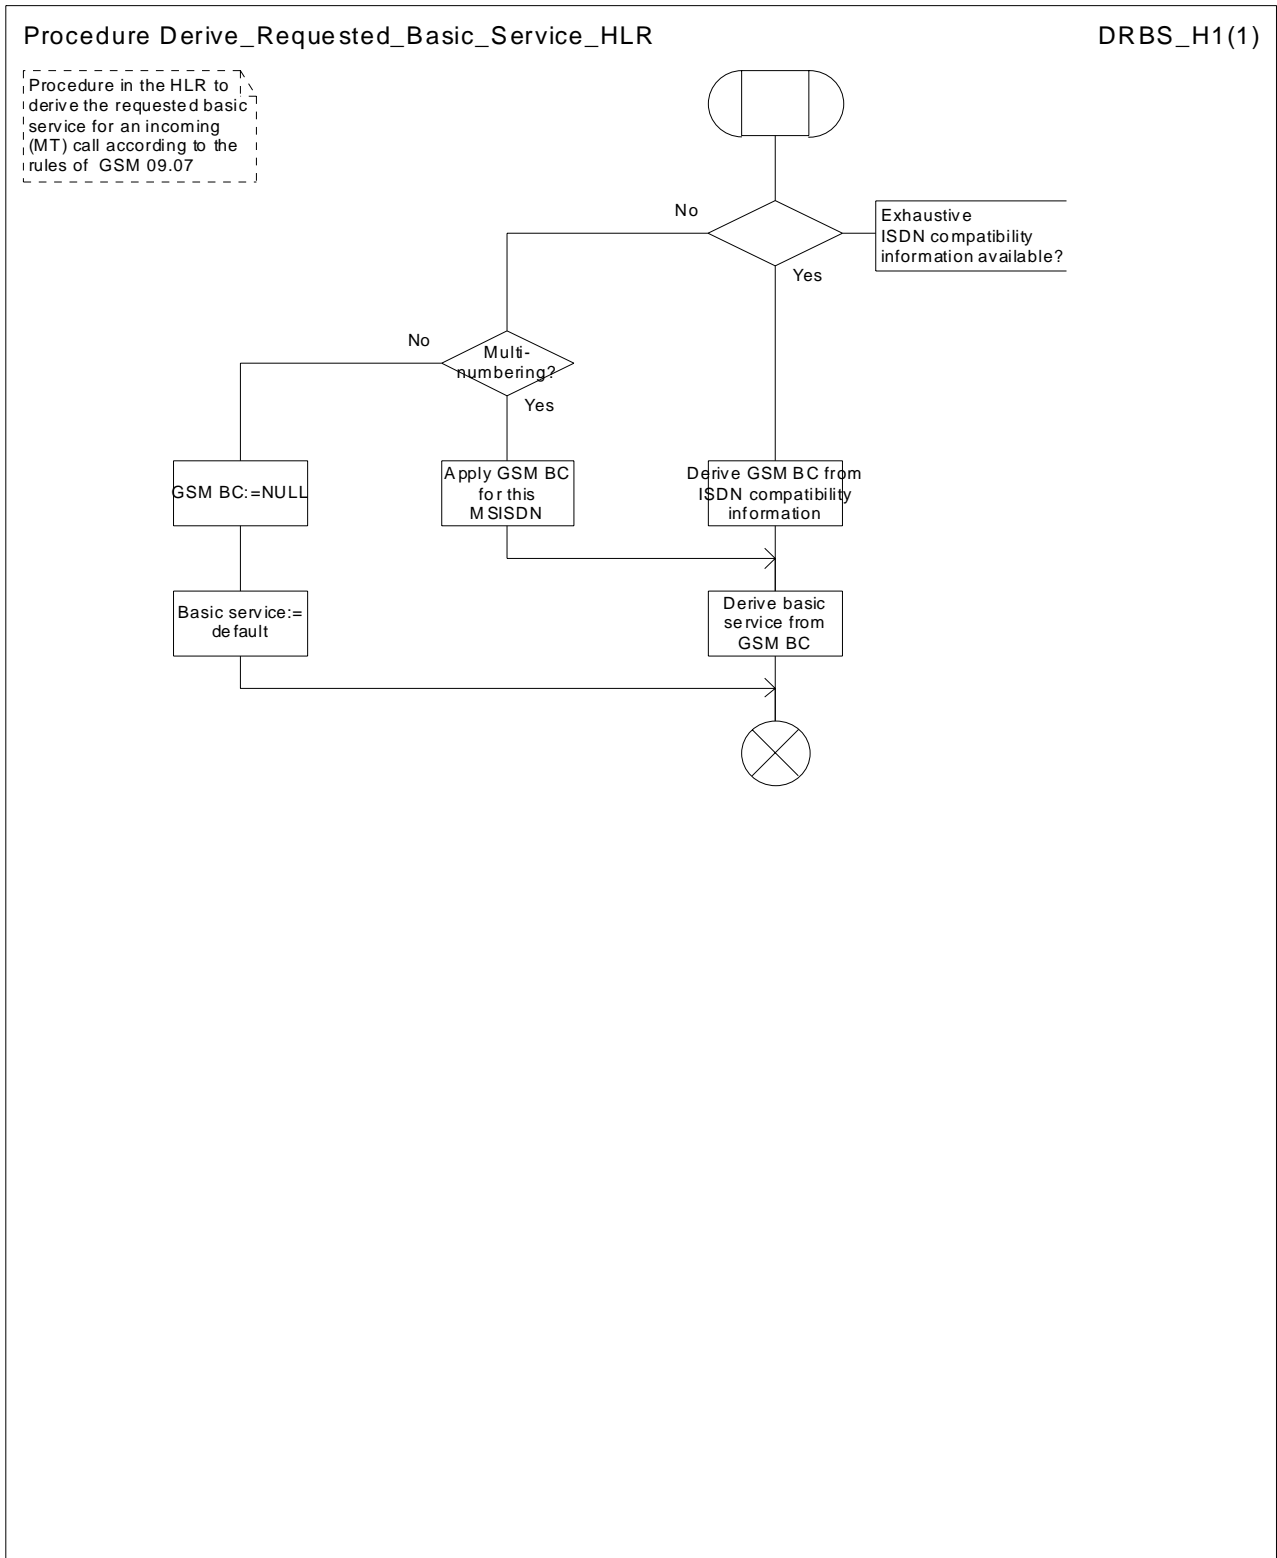 Procedure Derive_Requested_Basic_Service_HLR
DRBS_H1(1)
Procedure in the HLR to
derive the requested basic
service for an incoming
(MT) call according to the
rules of GSM 09.07
No
Exhaustive
ISDN compatibility
information available?
Yes
No
Multi-
numbering?
Yes
GSM BC:=NULL
Apply GSM BC
for this
MSISDN
Derive GSM BC from
ISDN compatibility
information
Basic service:=
default
Derive basic
service from
GSM BC